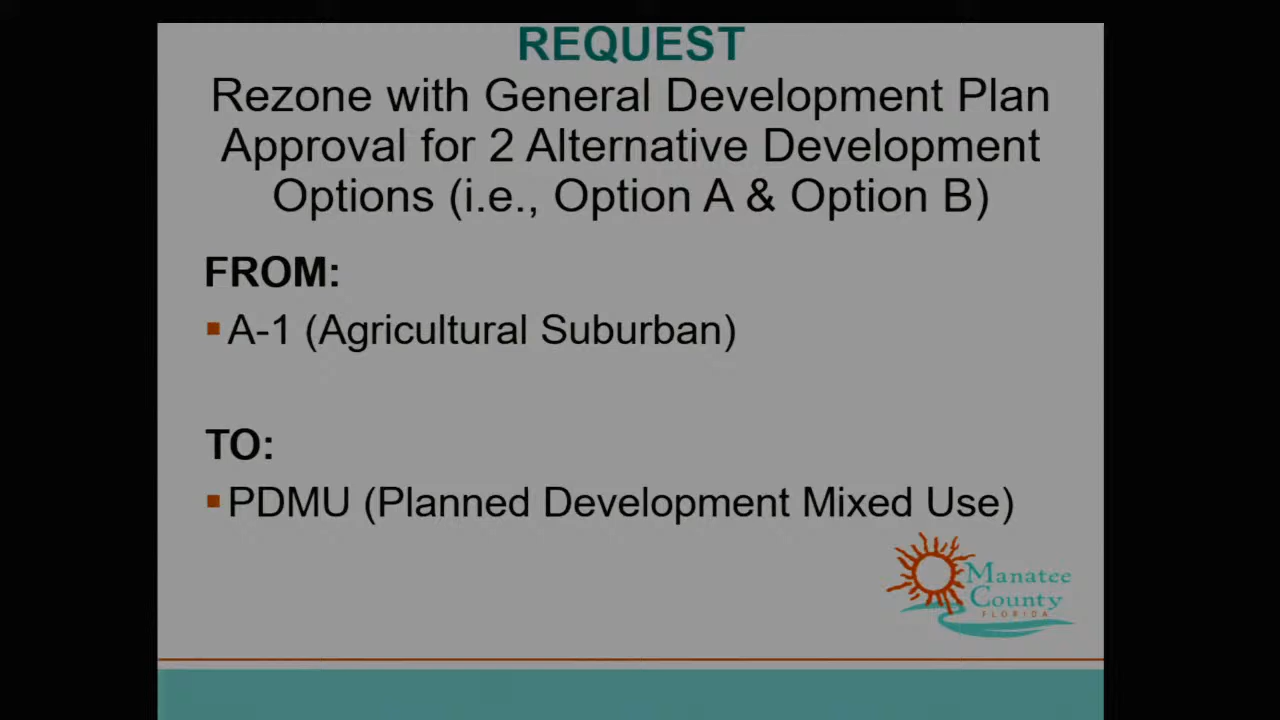 REQUEST
Rezone with General Development Plan
Approval for 2 Alternative Development
Options (i.e., Option A & Option B)
FROM:
A-1 (Agricultural Suburban)
TO:
PDMU (Planned Development Mixed Use)
Manatee
County
FLORIDA